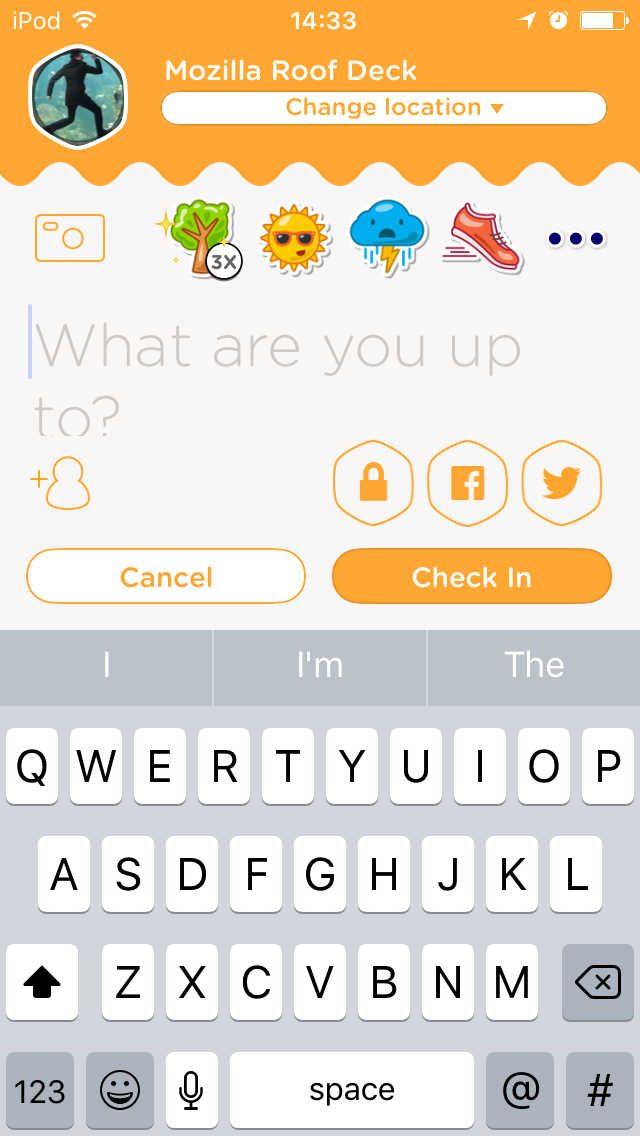 iPod 14:33
Mozilla Roof Deck
Change location
3X
What are you up
to?
Cancel Check In
I I'm The
Q W E R T Y U I O P
A S D F G H J K L
Z X C V B N M
123 space @ #